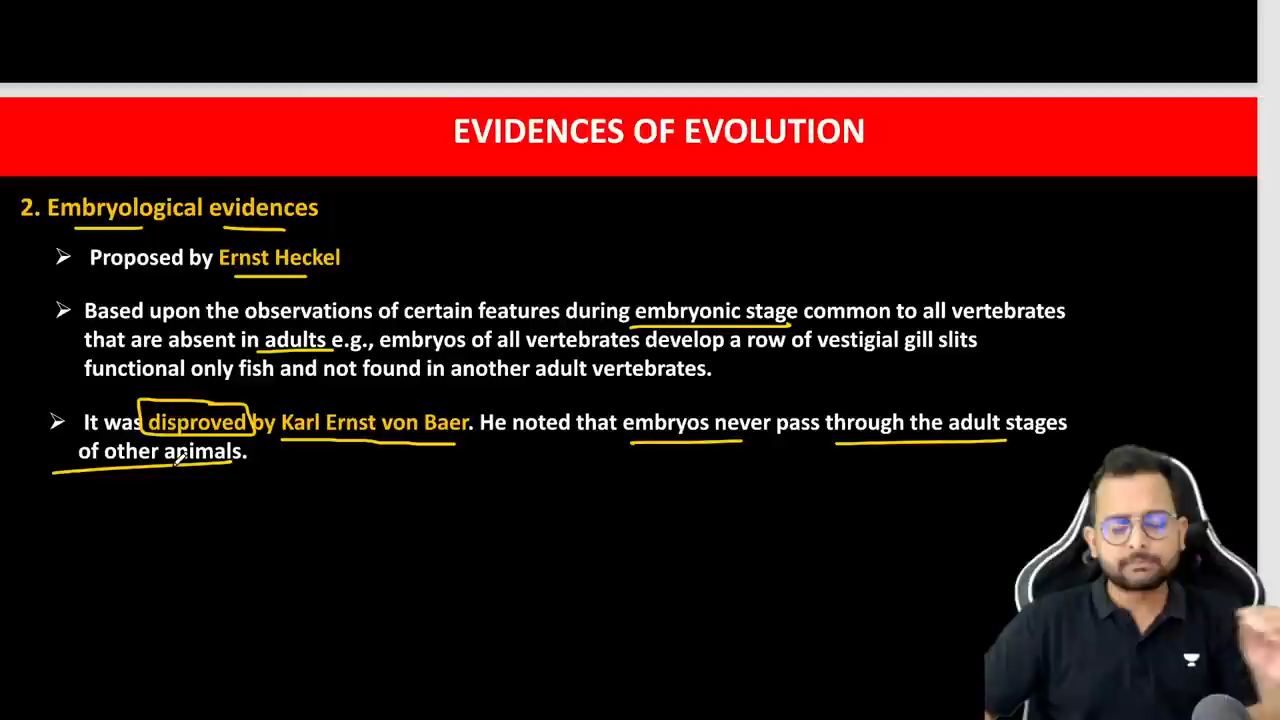 EVIDENCES OF EVOLUTION
2. Embryological evidences
Proposed by Ernst Heckel
Based upon the observations of certain features during embryonic stage common to all vertebrates
that are absent in adults e.g., embryos of all vertebrates develop a row of vestigial gill slits
functional only fish and not found in another adult vertebrates.
It was disproved by Karl Ernst von Baer. He noted that embryos never pass through the adult stages
of other animals.